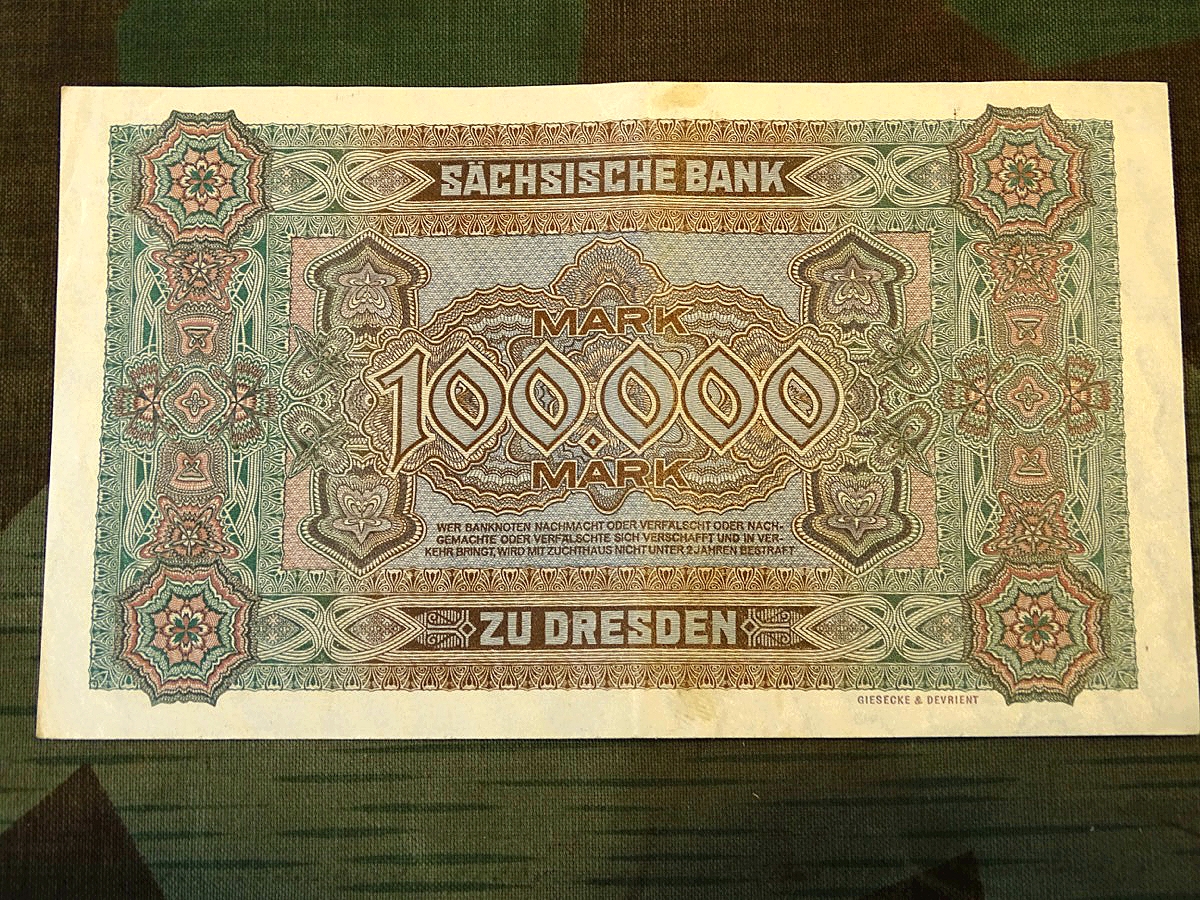 SÄCHSISCHE BANK
MARK
100.000
MARK
WER BANKNOTEN NACHMACHT ODER VERFÄLSCHT ODER NACH-
GEMACHTE ODER VERFÄLSCHTE SICH VERSCHAFFT UND IN VER-
KEHR BRINGT, WIRD MIT ZUCHTHAUS NICHT UNTER 2 JAHREN BESTRAFT
ZU DRESDEN
GIESECKE & DEVRIENT